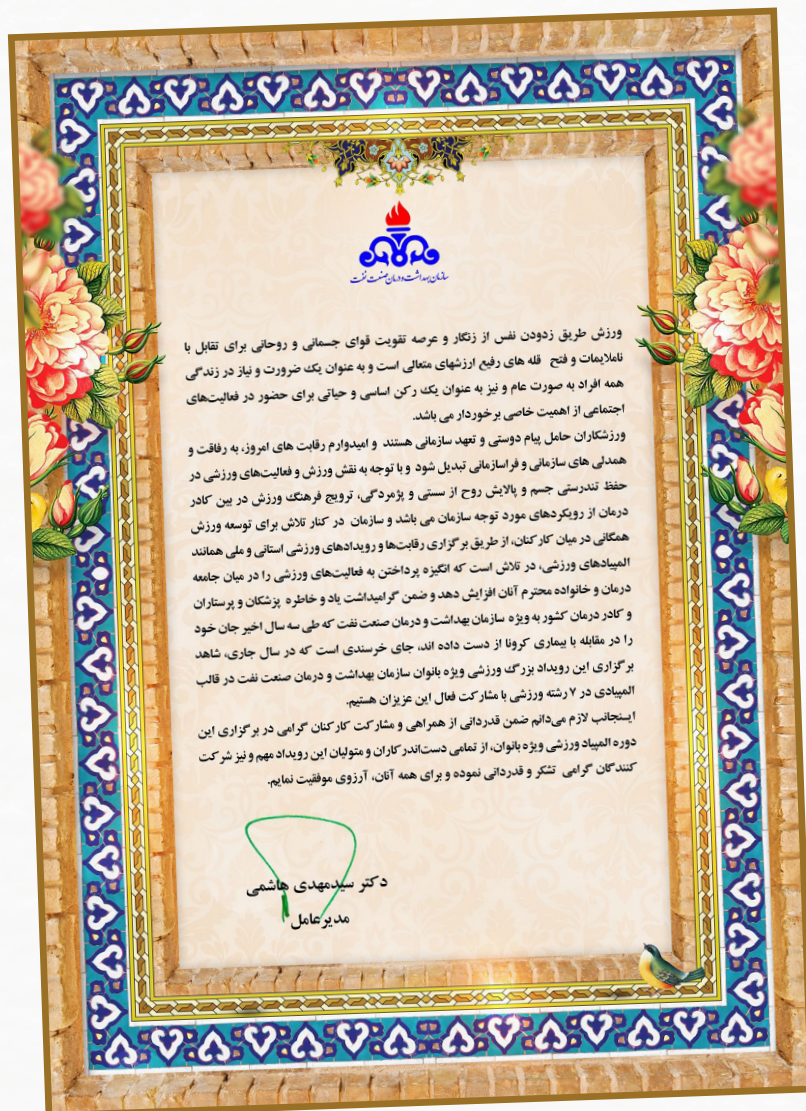 سازمان بهداشت و درمان صنعت نفت
ورزش طریق زدودن نفس از زنگار و عرصه تقویت قوای جسمانی و روحانی برای تقابل با
ناملایمات و فتح قله های رفیع ارزشهای متعالی است و به عنوان یک ضرورت و نیاز در زندگی
همه افراد به صورت عام و نیز به عنوان یک رکن اساسی و حیاتی برای حضور در فعالیت‌های
اجتماعی از اهمیت خاصی برخوردار می باشد.
ورزشکاران حامل پیام دوستی و تعهد سازمانی هستند و امیدوارم رقابت های امروز، به رفاقت و
همدلی های سازمانی و فراسازمانی تبدیل شود و با توجه به نقش ورزش و فعالیت‌های ورزشی در
حفظ تندرستی جسم و پالایش روح از سستی و پژمردگی، ترویج فرهنگ ورزش در بین کادر
درمان از رویکردهای مورد توجه سازمان می باشد و سازمان در کنار تلاش برای توسعه ورزش
همگانی در میان کارکنان، از طریق برگزاری رقابت‌ها و رویدادهای ورزشی استانی و ملی همانند
المپیادهای ورزشی، در تلاش است که انگیزه پرداختن به فعالیت‌های ورزشی را در میان جامعه
درمان و خانواده محترم آنان افزایش دهد و ضمن گرامیداشت یاد و خاطره پزشکان و پرستاران
و کادر درمان کشور به ویژه سازمان بهداشت و درمان صنعت نفت که طی سه سال اخیر جان خود
را در مقابله با بیماری کرونا از دست داده اند، جای خرسندی است که در سال جاری، شاهد
برگزاری این رویداد بزرگ ورزشی ویژه بانوان سازمان بهداشت و درمان صنعت نفت در قالب
المپیادی در ۷ رشته ورزشی با مشارکت فعال این عزیزان هستیم.
اینجانب لازم می‌دانم ضمن قدردانی از همراهی و مشارکت کارکنان گرامی در برگزاری این
دوره المپیاد ورزشی ویژه بانوان، از تمامی دست‌اندرکاران و متولیان این رویداد مهم و نیز شرکت
کنندگان گرامی تشکر و قدردانی نموده و برای همه آنان، آرزوی موفقیت نمایم.
دکتر سیدمهدی هاشمی
مدیرعامل